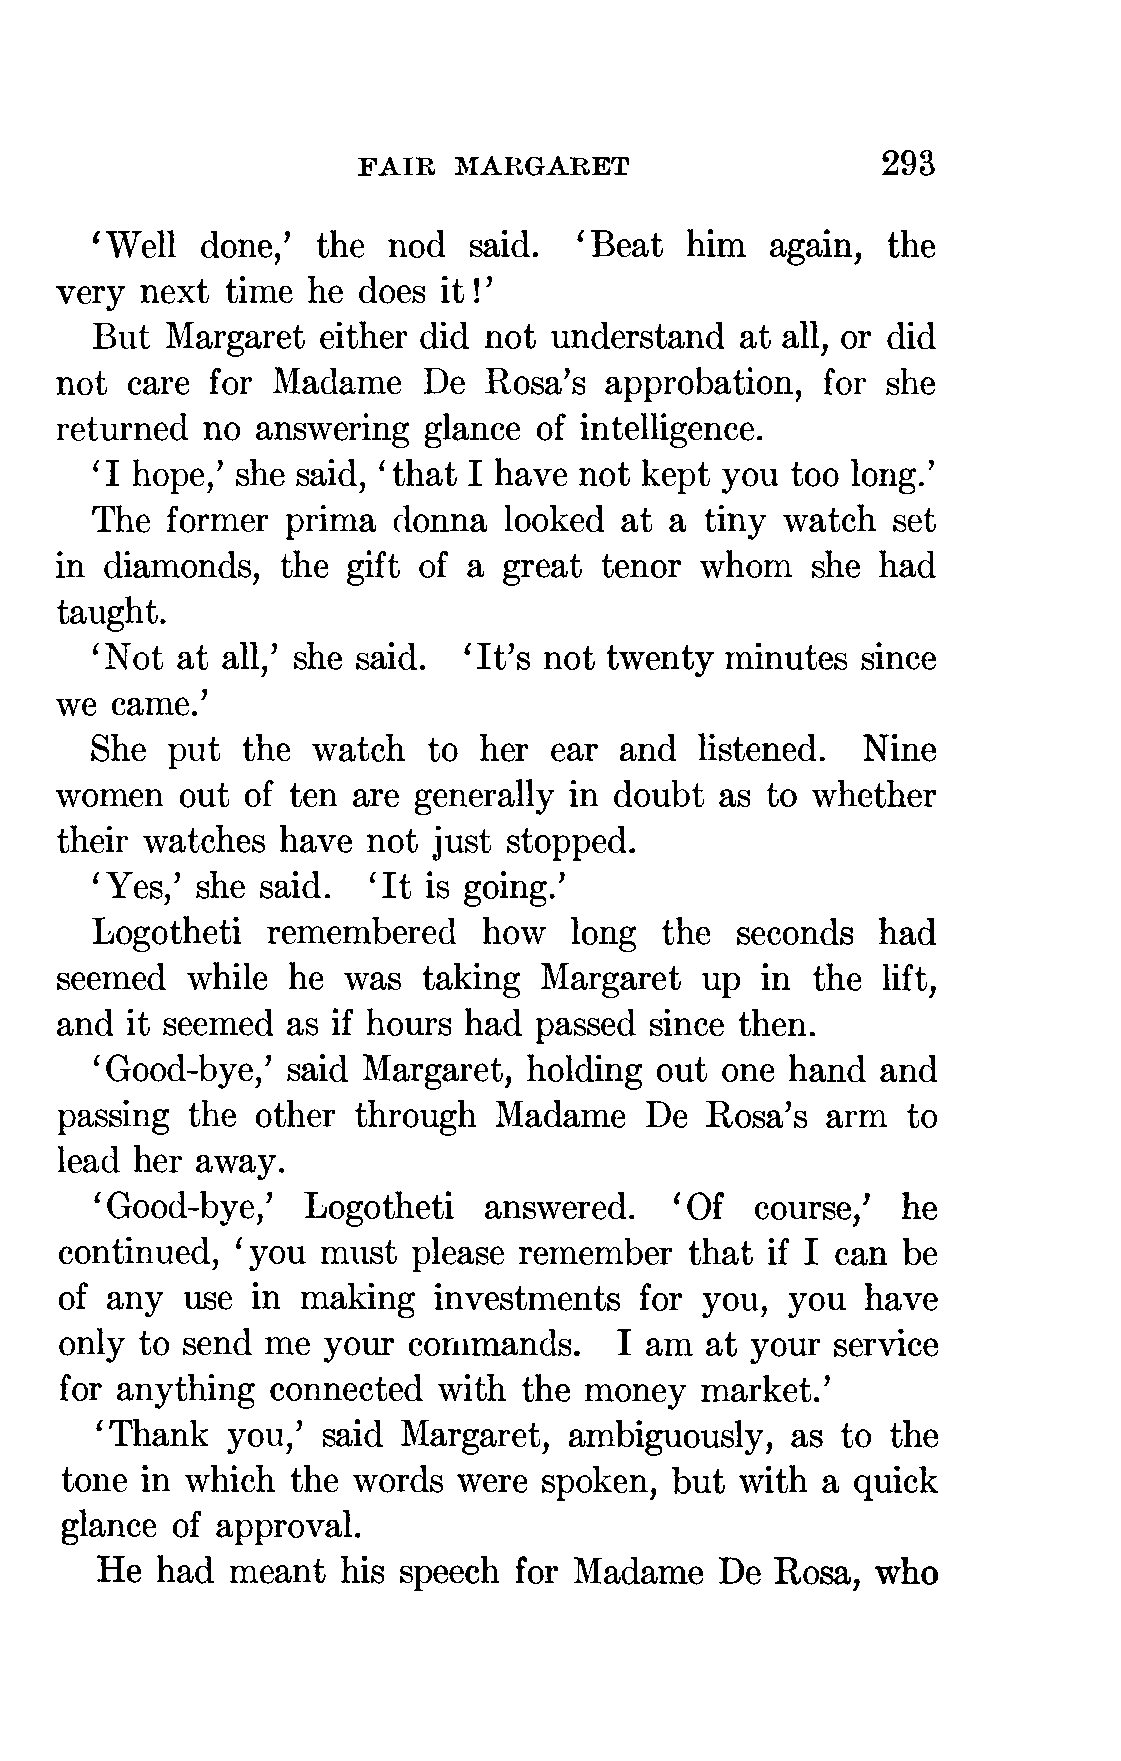 FAIR MARGARET 293
‘Well done,’ the nod said. ‘Beat him again, the
very next time he does it!’
But Margaret either did not understand at all, or did
not care for Madame De Rosa’s approbation, for she
returned no answering glance of intelligence.
‘I hope,’ she said, ‘that I have not kept you too long.’
The former prima donna looked at a tiny watch set
in diamonds, the gift of a great tenor whom she had
taught.
‘Not at all,’ she said. ‘It’s not twenty minutes since
we came.’
She put the watch to her ear and listened. Nine
women out of ten are generally in doubt as to whether
their watches have not just stopped.
‘Yes,’ she said. ‘It is going.’
Logotheti remembered how long the seconds had
seemed while he was taking Margaret up in the lift,
and it seemed as if hours had passed since then.
‘Good-bye,’ said Margaret, holding out one hand and
passing the other through Madame De Rosa’s arm to
lead her away.
‘Good-bye,’ Logotheti answered. ‘Of course,’ he
continued, ‘you must please remember that if I can be
of any use in making investments for you, you have
only to send me your commands. I am at your service
for anything connected with the money market.’
‘Thank you,’ said Margaret, ambiguously, as to the
tone in which the words were spoken, but with a quick
glance of approval.
He had meant his speech for Madame De Rosa, who